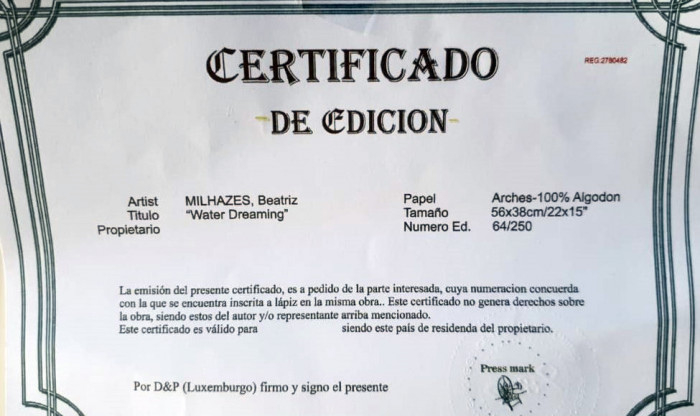 CERTIFICADO
REG:2780482
-DE EDICION-
Artist MILHAZES, Beatriz
Titulo "Water Dreaming"
Propietario
Papel Arches-100% Algodon
Tamaño 56x38cm/22x15"
Numero Ed. 64/250
La emisión del presente certificado, es a pedido de la parte interesada, cuya numeracion concuerda
con la que se encuentra inscrita a lápiz en la misma obra.. Este certificado no genera derechos sobre
la obra, siendo estos del autor y/o representante arriba mencionado.
Este certificado es válido para siendo este pais de residenda del propietario.
Press mark
Por D&P (Luxemburgo) firmo y signo el presente